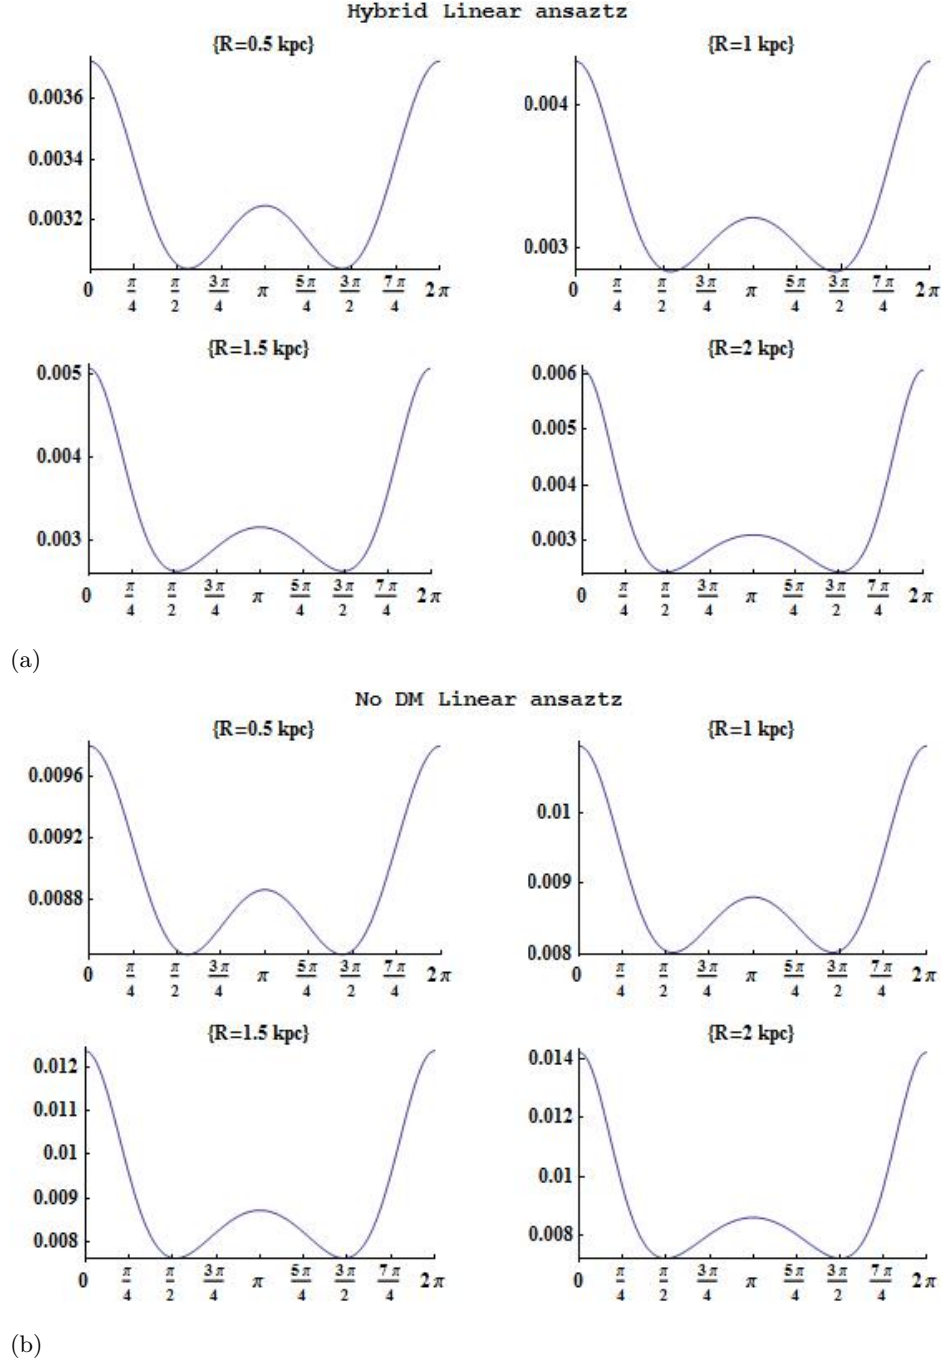 Hybrid Linear ansaztz
{R=0.5 kpc}
0.0036
0.0034
0.0032
0 π/4 π/2 3π/4 π 5π/4 3π/2 7π/4 2π
{R=1 kpc}
0.004
0.003
0 π/4 π/2 3π/4 π 5π/4 3π/2 7π/4 2π
{R=1.5 kpc}
0.005
0.004
0.003
0 π/4 π/2 3π/4 π 5π/4 3π/2 7π/4 2π
{R=2 kpc}
0.006
0.005
0.004
0.003
0 π/4 π/2 3π/4 π 5π/4 3π/2 7π/4 2π
(a)
No DM Linear ansaztz
{R=0.5 kpc}
0.0096
0.0092
0.0088
0 π/4 π/2 3π/4 π 5π/4 3π/2 7π/4 2π
{R=1 kpc}
0.01
0.009
0.008
0 π/4 π/2 3π/4 π 5π/4 3π/2 7π/4 2π
{R=1.5 kpc}
0.012
0.011
0.01
0.009
0.008
0 π/4 π/2 3π/4 π 5π/4 3π/2 7π/4 2π
{R=2 kpc}
0.014
0.012
0.01
0.008
0 π/4 π/2 3π/4 π 5π/4 3π/2 7π/4 2π
(b)